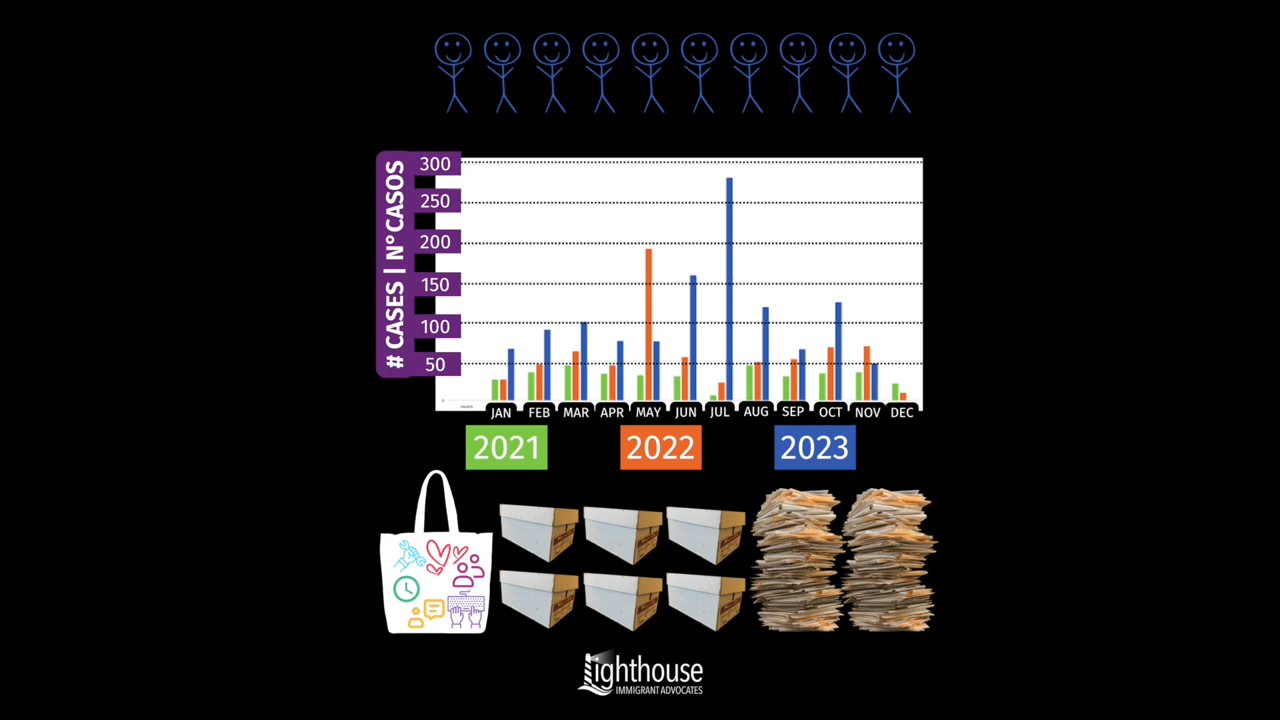 # CASES | N° CASOS
300
250
200
150
100
50
JAN FEB MAR APR MAY JUN JUL AUG SEP OCT NOV DEC
2021 2022 2023
Lighthouse
IMMIGRANT ADVOCATES